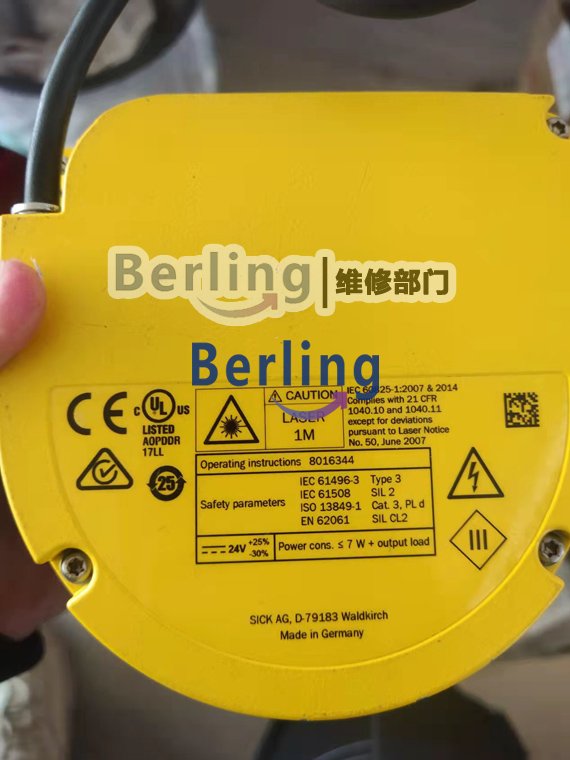 Berling|维修部门
Berling
CE
C UL US
LISTED
AOPDDR
17LL
25
CAUTION
LASER
1M
IEC 60825-1:2007 & 2014
Complies with 21 CFR
1040.10 and 1040.11
except for deviations
pursuant to Laser Notice
No. 50, June 2007
Operating instructions 8016344
Safety parameters
IEC 61496-3 Type 3
IEC 61508 SIL 2
ISO 13849-1 Cat. 3, PL d
EN 62061 SIL CL2
24V +25% -30%
Power cons. ≤ 7 W + output load
III
SICK AG, D-79183 Waldkirch
Made in Germany